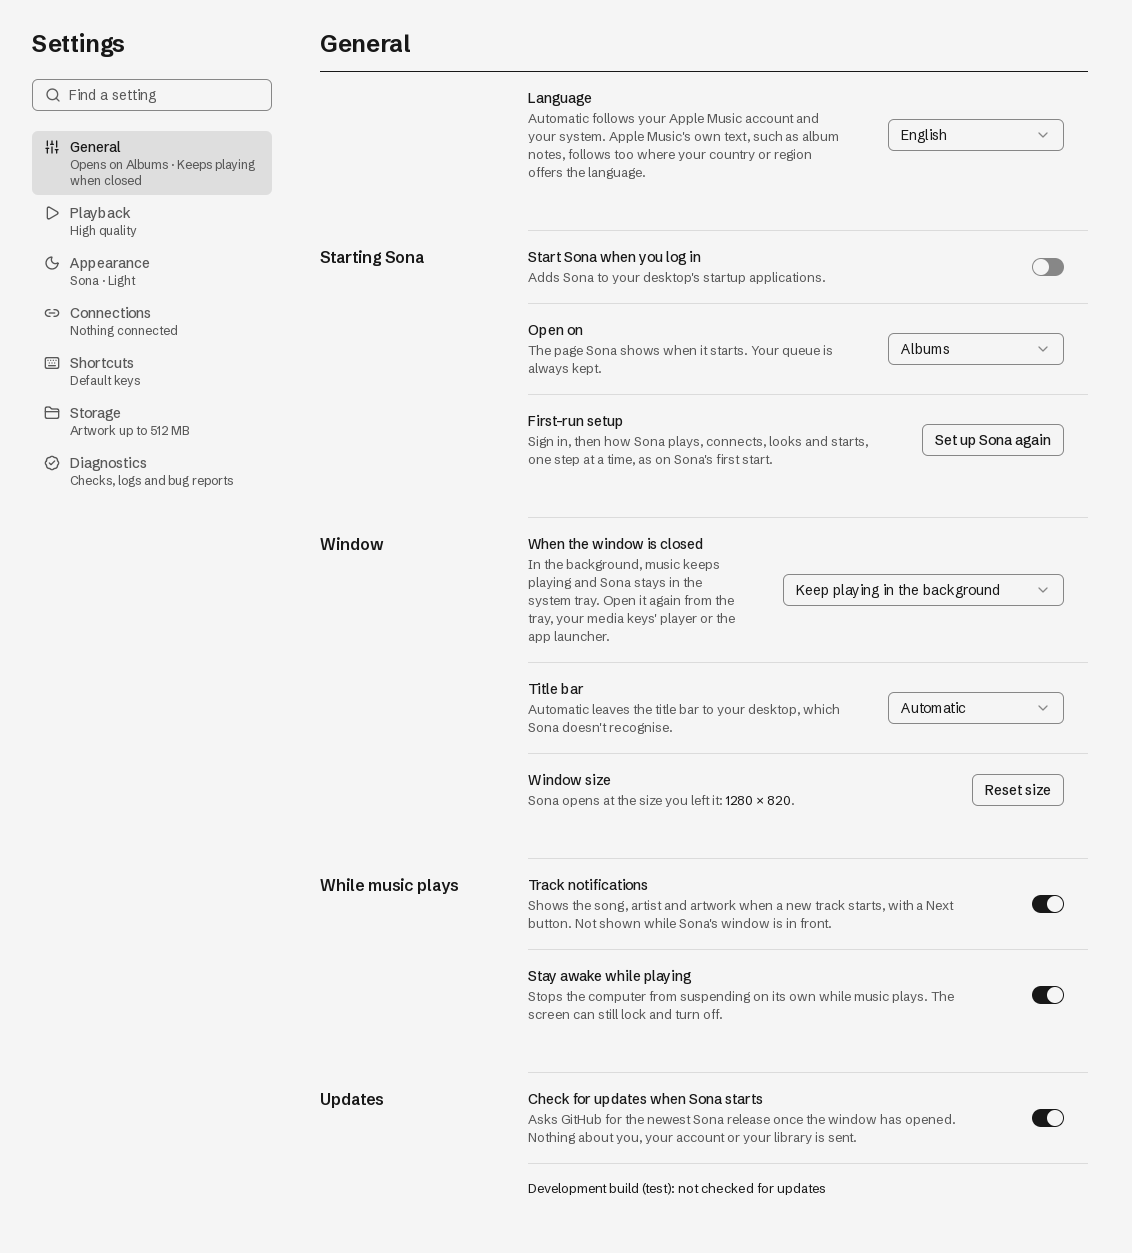 Settings
Find a setting
General
Opens on Albums · Keeps playing
when closed
Playback
High quality
Appearance
Sona · Light
Connections
Nothing connected
Shortcuts
Default keys
Storage
Artwork up to 512 MB
Diagnostics
Checks, logs and bug reports
General
Language
Automatic follows your Apple Music account and
your system. Apple Music's own text, such as album
notes, follows too where your country or region
offers the language.
English
Starting Sona
Start Sona when you log in
Adds Sona to your desktop's startup applications.
Open on
The page Sona shows when it starts. Your queue is
always kept.
Albums
First-run setup
Sign in, then how Sona plays, connects, looks and starts,
one step at a time, as on Sona's first start.
Set up Sona again
Window
When the window is closed
In the background, music keeps
playing and Sona stays in the
system tray. Open it again from the
tray, your media keys' player or the
app launcher.
Keep playing in the background
Title bar
Automatic leaves the title bar to your desktop, which
Sona doesn't recognise.
Automatic
Window size
Sona opens at the size you left it: 1280 × 820.
Reset size
While music plays
Track notifications
Shows the song, artist and artwork when a new track starts, with a Next
button. Not shown while Sona's window is in front.
Stay awake while playing
Stops the computer from suspending on its own while music plays. The
screen can still lock and turn off.
Updates
Check for updates when Sona starts
Asks GitHub for the newest Sona release once the window has opened.
Nothing about you, your account or your library is sent.
Development build (test): not checked for updates